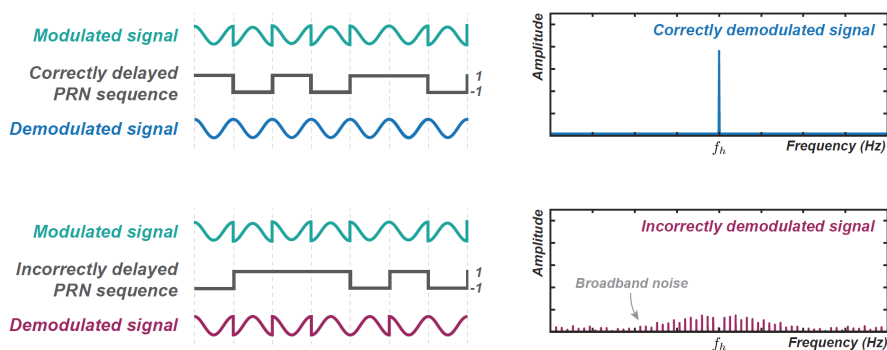 Modulated signal
Correctly delayed
PRN sequence
1
-1
Demodulated signal
Amplitude
Correctly demodulated signal
f_h
Frequency (Hz)
Modulated signal
Incorrectly delayed
PRN sequence
1
-1
Demodulated signal
Amplitude
Incorrectly demodulated signal
Broadband noise
f_h
Frequency (Hz)